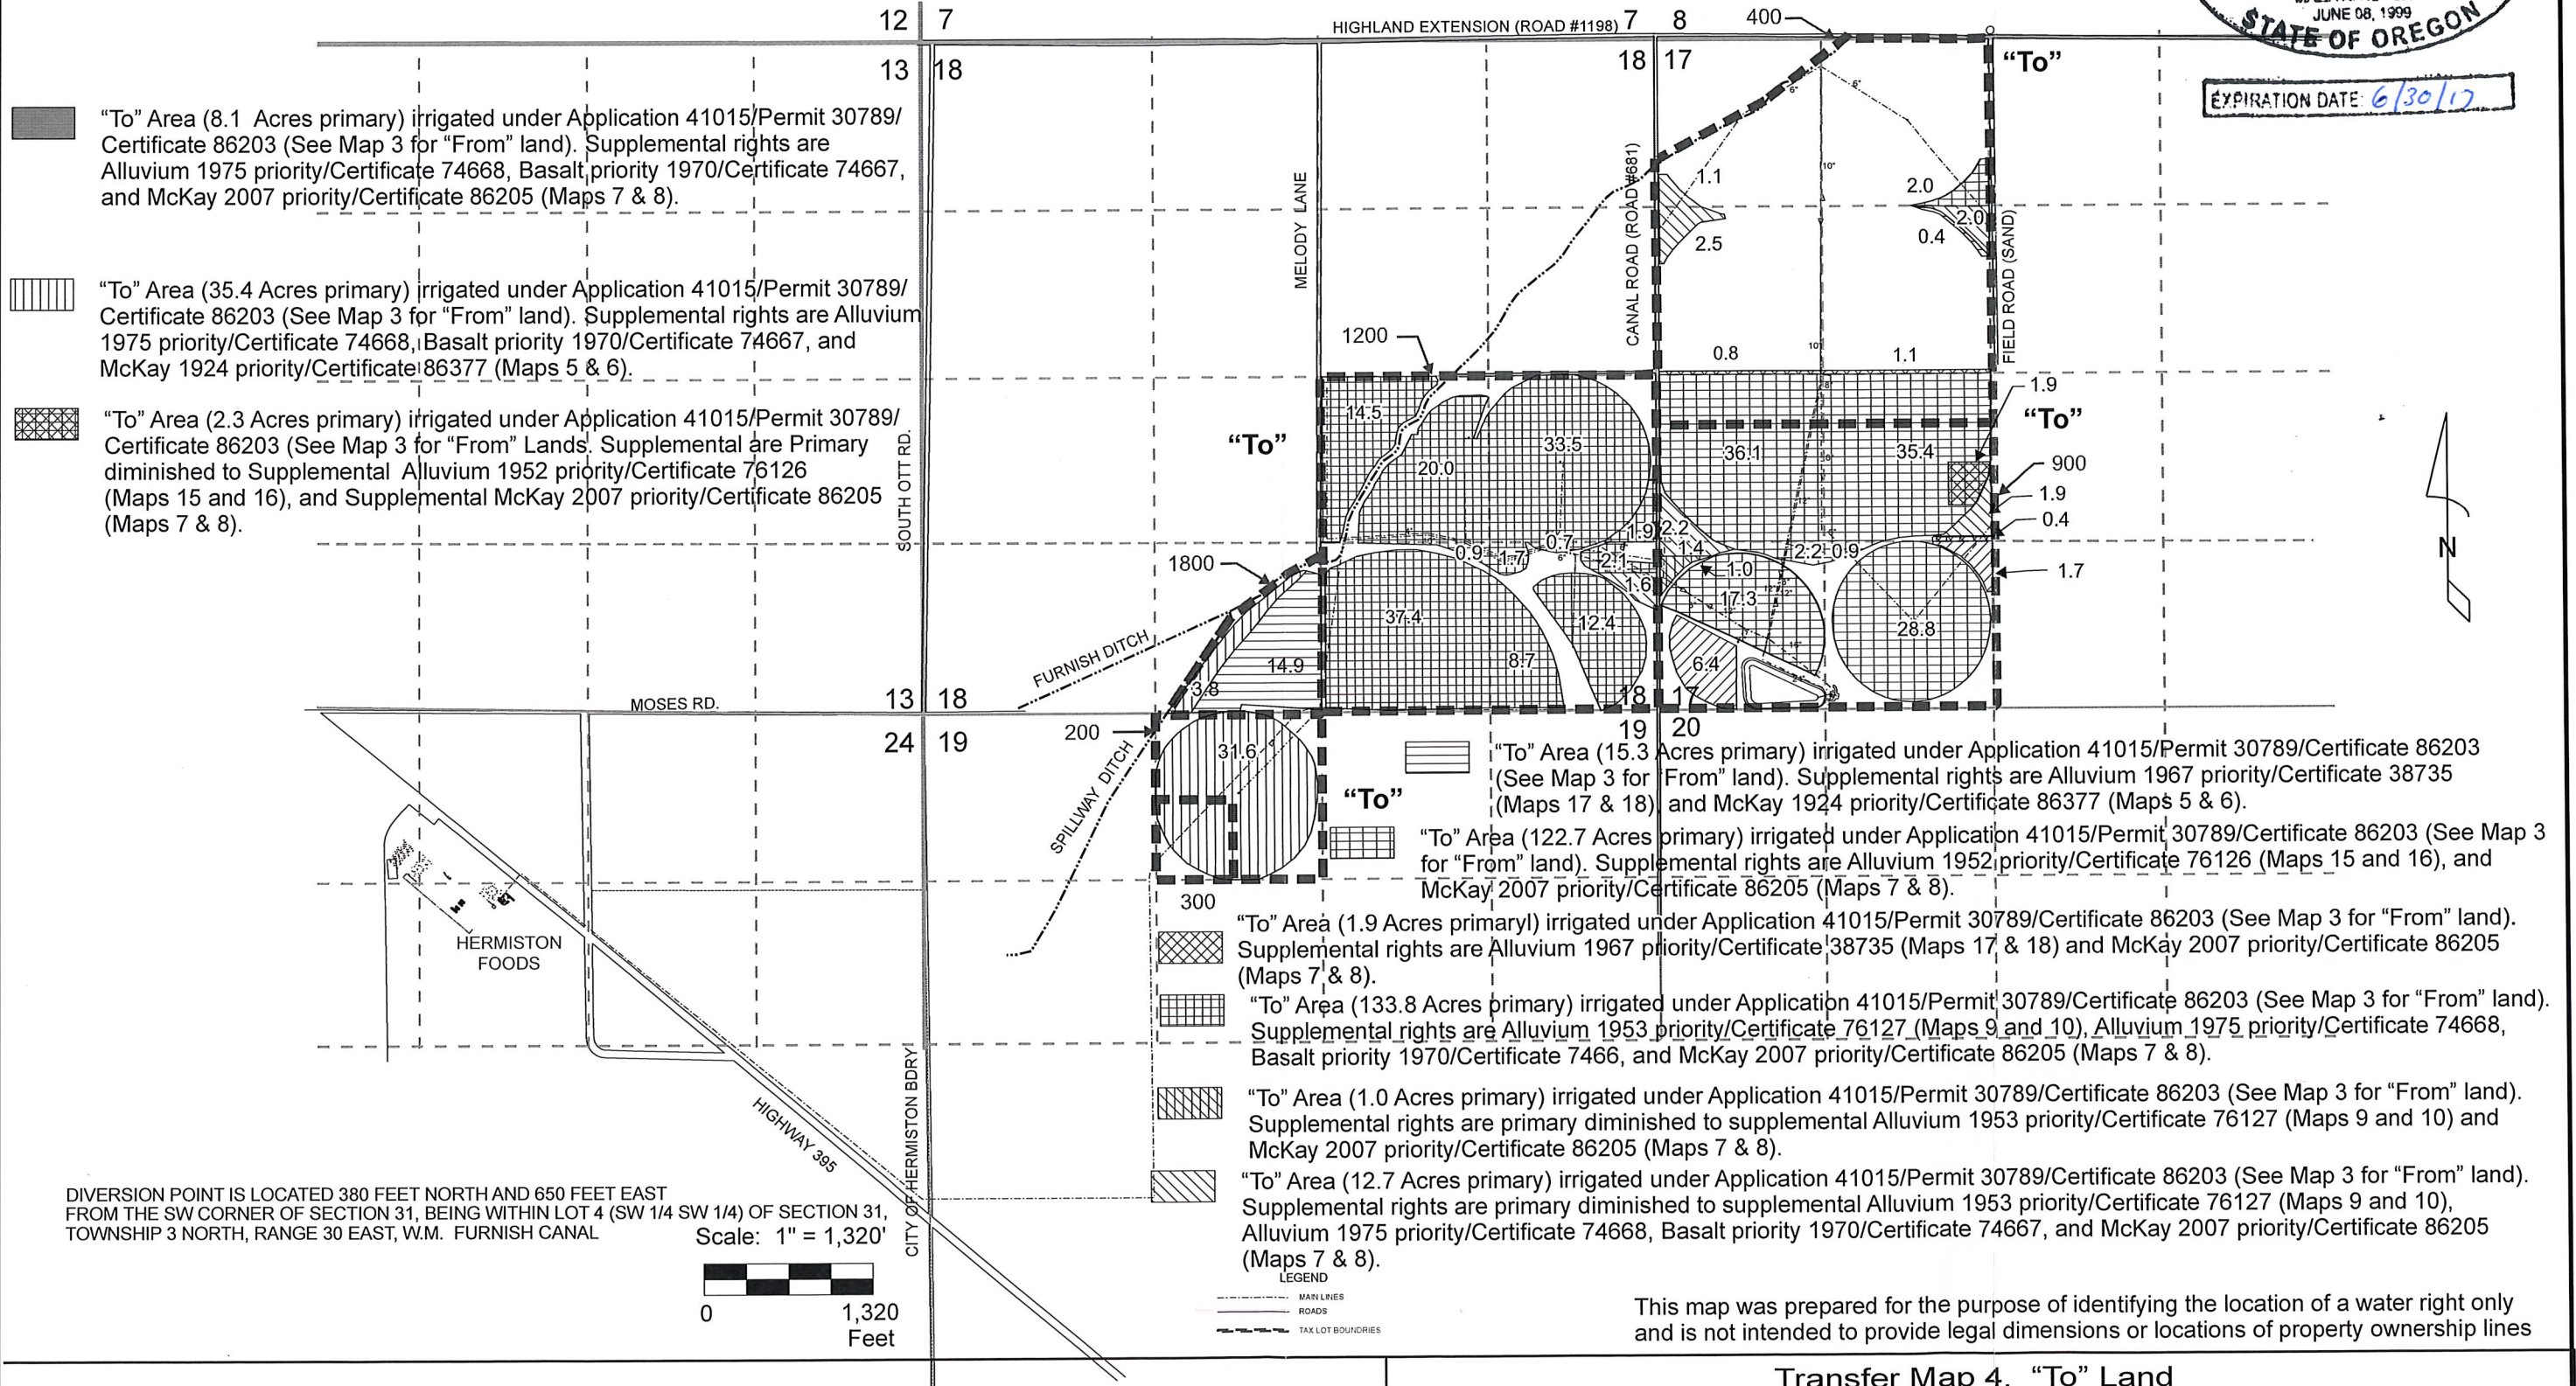 12 7
HIGHLAND EXTENSION (ROAD #1198) 7 8
400
JUNE 08, 1999
STATE OF OREGON
13 18
18 17
"To"
EXPIRATION DATE: 6/30/17
"To" Area (8.1 Acres primary) irrigated under Application 41015/Permit 30789/
Certificate 86203 (See Map 3 for "From" land). Supplemental rights are
Alluvium 1975 priority/Certificate 74668, Basalt priority 1970/Certificate 74667,
and McKay 2007 priority/Certificate 86205 (Maps 7 & 8).
"To" Area (35.4 Acres primary) irrigated under Application 41015/Permit 30789/
Certificate 86203 (See Map 3 for "From" land). Supplemental rights are Alluvium
1975 priority/Certificate 74668, Basalt priority 1970/Certificate 74667, and
McKay 1924 priority/Certificate 86377 (Maps 5 & 6).
"To" Area (2.3 Acres primary) irrigated under Application 41015/Permit 30789/
Certificate 86203 (See Map 3 for "From" Lands. Supplemental are Primary
diminished to Supplemental Alluvium 1952 priority/Certificate 76126
(Maps 15 and 16), and Supplemental McKay 2007 priority/Certificate 86205
(Maps 7 & 8).
SOUTH OTT RD.
MELODY LANE
CANAL ROAD (ROAD #681)
FIELD ROAD (SAND)
6"
6"
10"
10"
1.1
2.5
2.0
2.0
0.4
0.8
1.1
1200
"To"
14.5
20.0
33.5
36.1
35.4
1.9
"To"
900
1.9
0.4
1.7
N
1.9
2.2
1.4
1.0
0.7
0.9
1.7
2.1
1.6
2.2
0.9
1800
37.4
12.4
8.7
17.3
28.8
6.4
14.9
3.8
FURNISH DITCH
MOSES RD.
13 18
18 17
24 19
19 20
200
31.6
SPILLWAY DITCH
300
"To"
"To" Area (15.3 Acres primary) irrigated under Application 41015/Permit 30789/Certificate 86203
(See Map 3 for "From" land). Supplemental rights are Alluvium 1967 priority/Certificate 38735
(Maps 17 & 18) and McKay 1924 priority/Certificate 86377 (Maps 5 & 6).
"To" Area (122.7 Acres primary) irrigated under Application 41015/Permit 30789/Certificate 86203 (See Map 3
for "From" land). Supplemental rights are Alluvium 1952 priority/Certificate 76126 (Maps 15 and 16), and
McKay 2007 priority/Certificate 86205 (Maps 7 & 8).
"To" Area (1.9 Acres primaryl) irrigated under Application 41015/Permit 30789/Certificate 86203 (See Map 3 for "From" land).
Supplemental rights are Alluvium 1967 priority/Certificate 38735 (Maps 17 & 18) and McKay 2007 priority/Certificate 86205
(Maps 7 & 8).
"To" Area (133.8 Acres primary) irrigated under Application 41015/Permit 30789/Certificate 86203 (See Map 3 for "From" land).
Supplemental rights are Alluvium 1953 priority/Certificate 76127 (Maps 9 and 10), Alluvium 1975 priority/Certificate 74668,
Basalt priority 1970/Certificate 7466, and McKay 2007 priority/Certificate 86205 (Maps 7 & 8).
"To" Area (1.0 Acres primary) irrigated under Application 41015/Permit 30789/Certificate 86203 (See Map 3 for "From" land).
Supplemental rights are primary diminished to supplemental Alluvium 1953 priority/Certificate 76127 (Maps 9 and 10) and
McKay 2007 priority/Certificate 86205 (Maps 7 & 8).
"To" Area (12.7 Acres primary) irrigated under Application 41015/Permit 30789/Certificate 86203 (See Map 3 for "From" land).
Supplemental rights are primary diminished to supplemental Alluvium 1953 priority/Certificate 76127 (Maps 9 and 10),
Alluvium 1975 priority/Certificate 74668, Basalt priority 1970/Certificate 74667, and McKay 2007 priority/Certificate 86205
(Maps 7 & 8).
HERMISTON
FOODS
HIGHWAY 395
CITY OF HERMISTON BDRY
DIVERSION POINT IS LOCATED 380 FEET NORTH AND 650 FEET EAST
FROM THE SW CORNER OF SECTION 31, BEING WITHIN LOT 4 (SW 1/4 SW 1/4) OF SECTION 31,
TOWNSHIP 3 NORTH, RANGE 30 EAST, W.M. FURNISH CANAL
Scale: 1" = 1,320'
0 1,320
Feet
LEGEND
MAIN LINES
ROADS
TAX LOT BOUNDRIES
This map was prepared for the purpose of identifying the location of a water right only
and is not intended to provide legal dimensions or locations of property ownership lines
Transfer Map 4. "To" Land